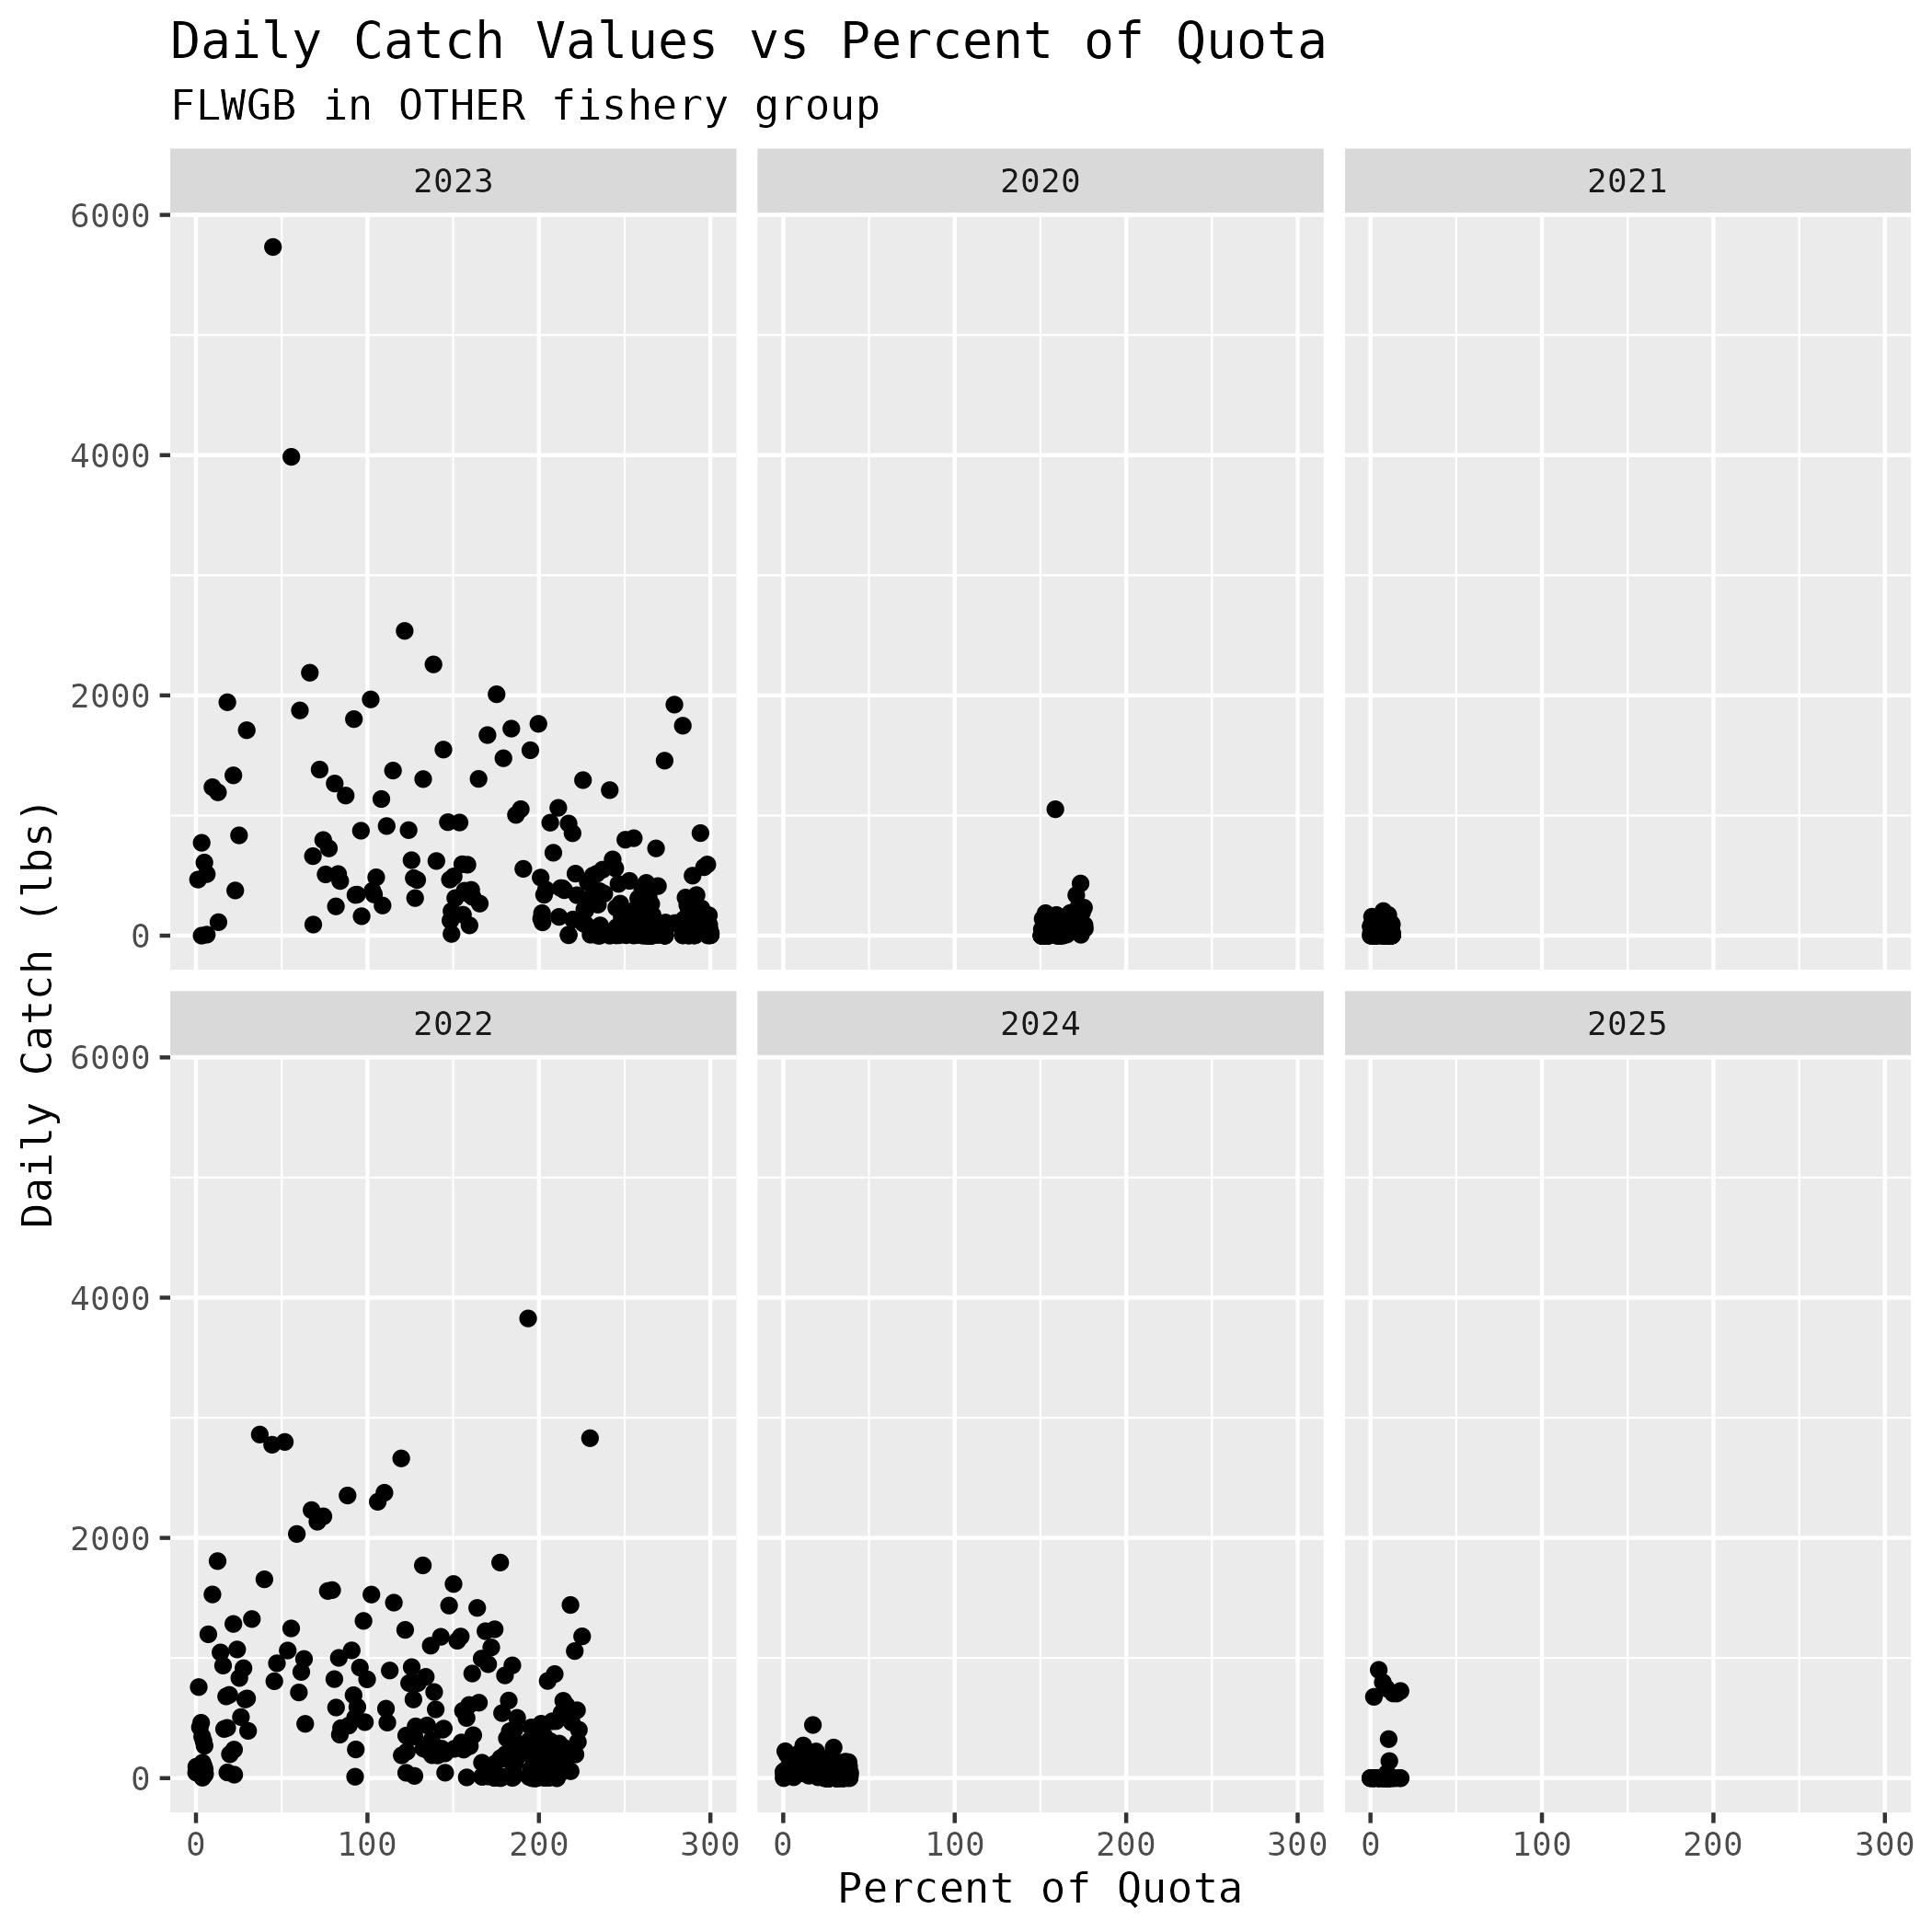 Daily Catch Values vs Percent of Quota
FLWGB in OTHER fishery group
2023 2020 2021
6000
4000
2000
0
2022 2024 2025
6000
4000
2000
0
0 100 200 300 0 100 200 300 0 100 200 300
Percent of Quota
Daily Catch (lbs)